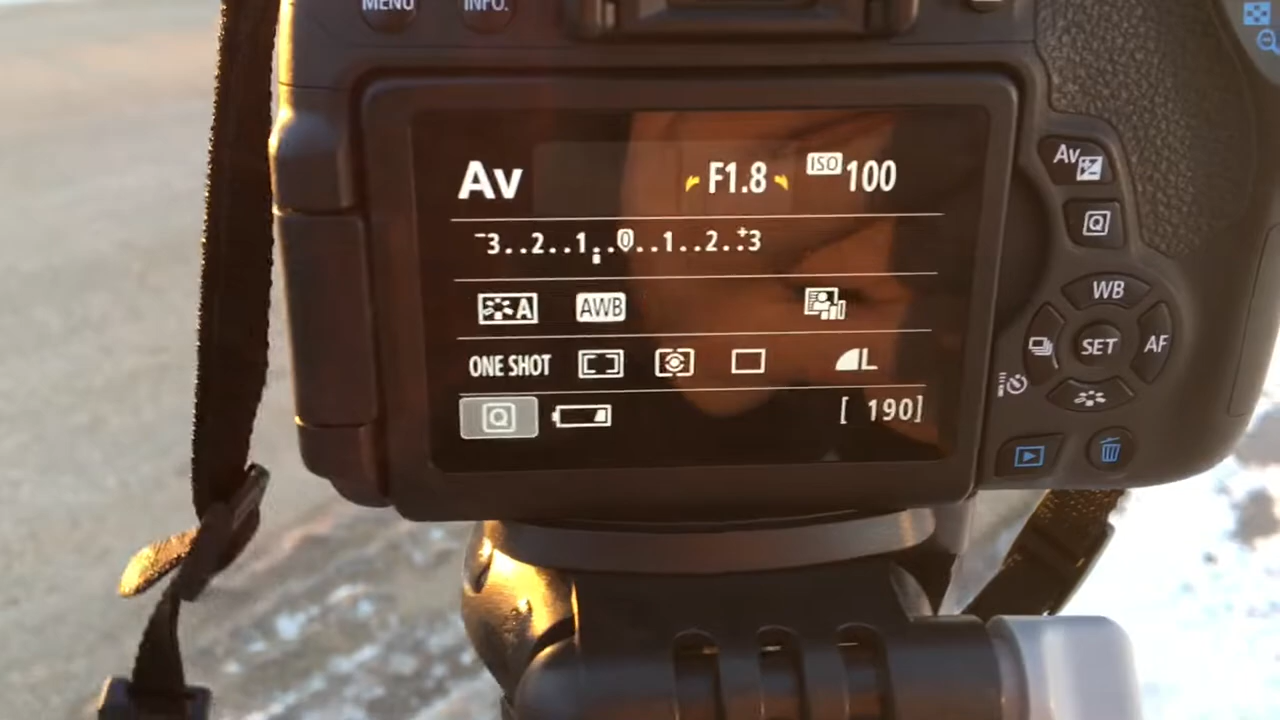 MENU INFO.
Av F1.8 ISO 100
-3..2..1..0..1..2..+3
A AWB
ONE SHOT L
Q [ 190]
Av
Q
WB
SET AF